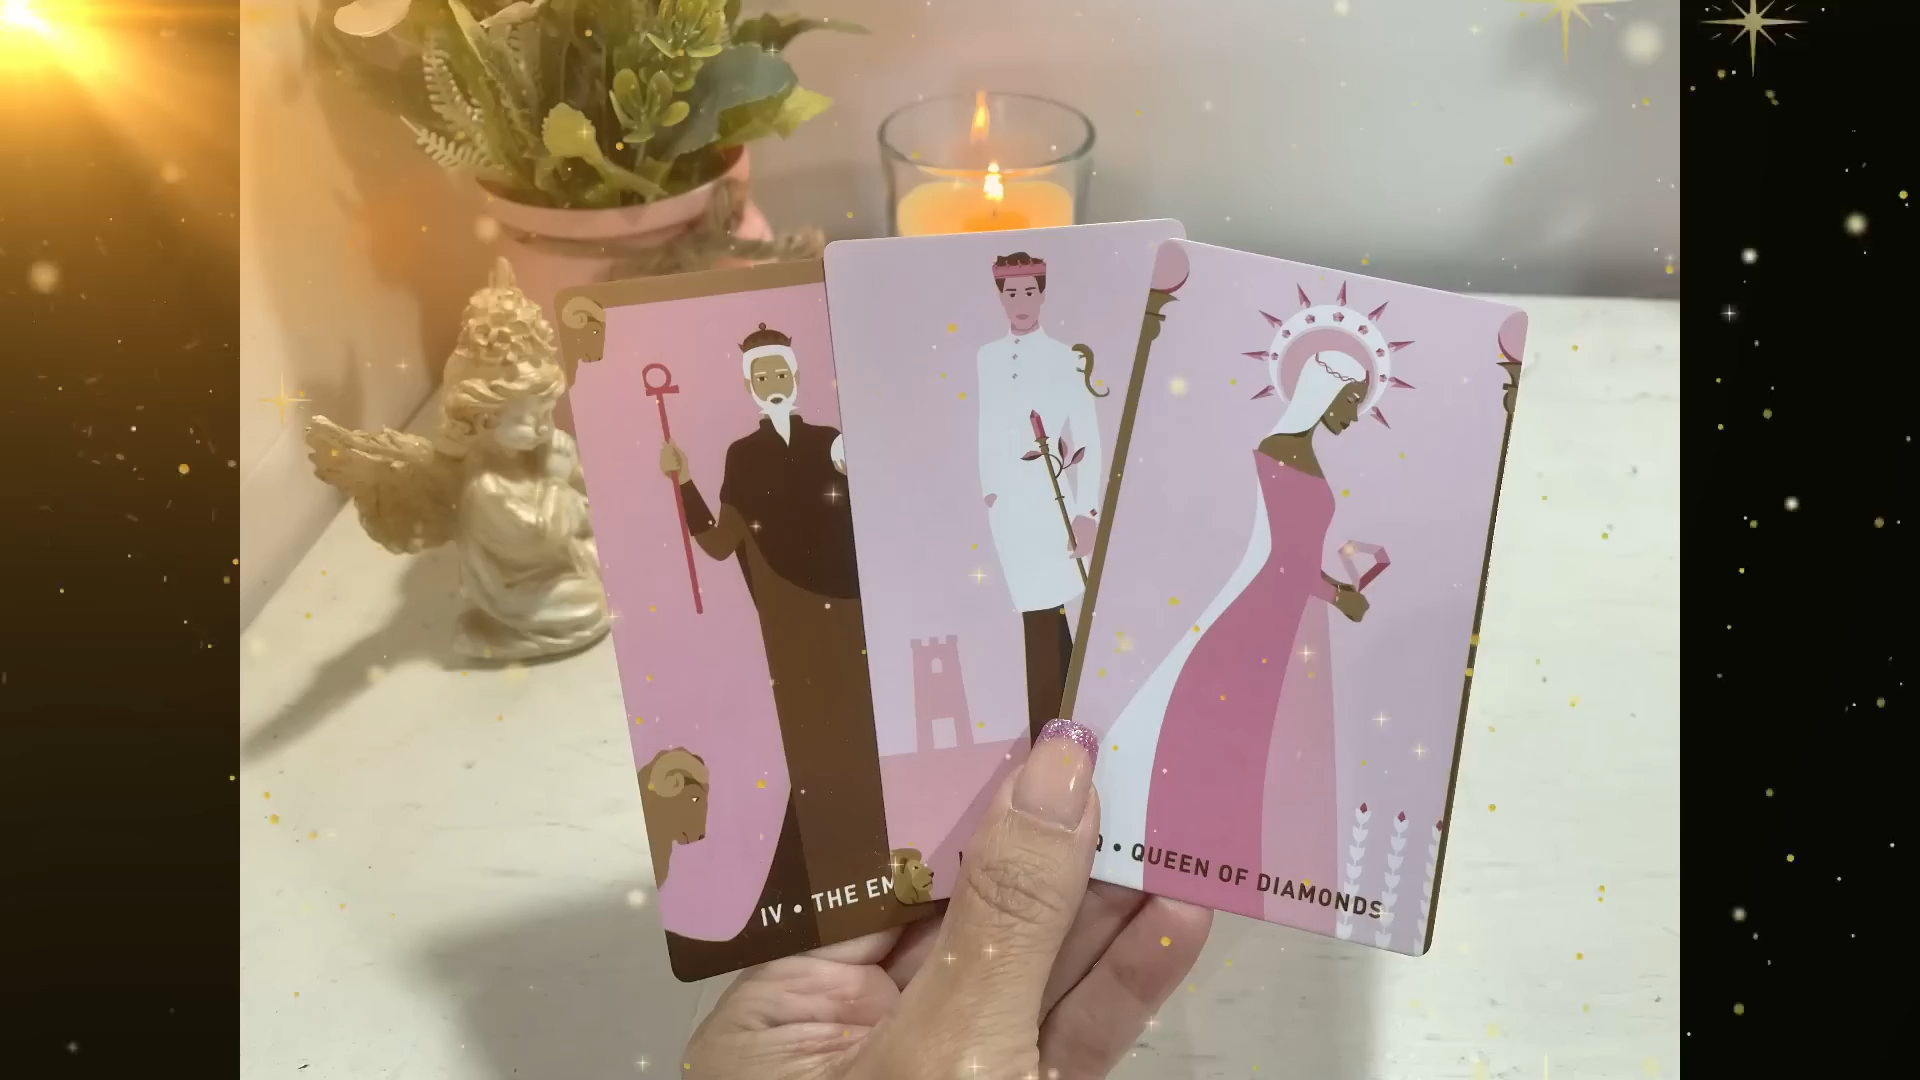 IV • THE EM
Q • QUEEN OF DIAMONDS